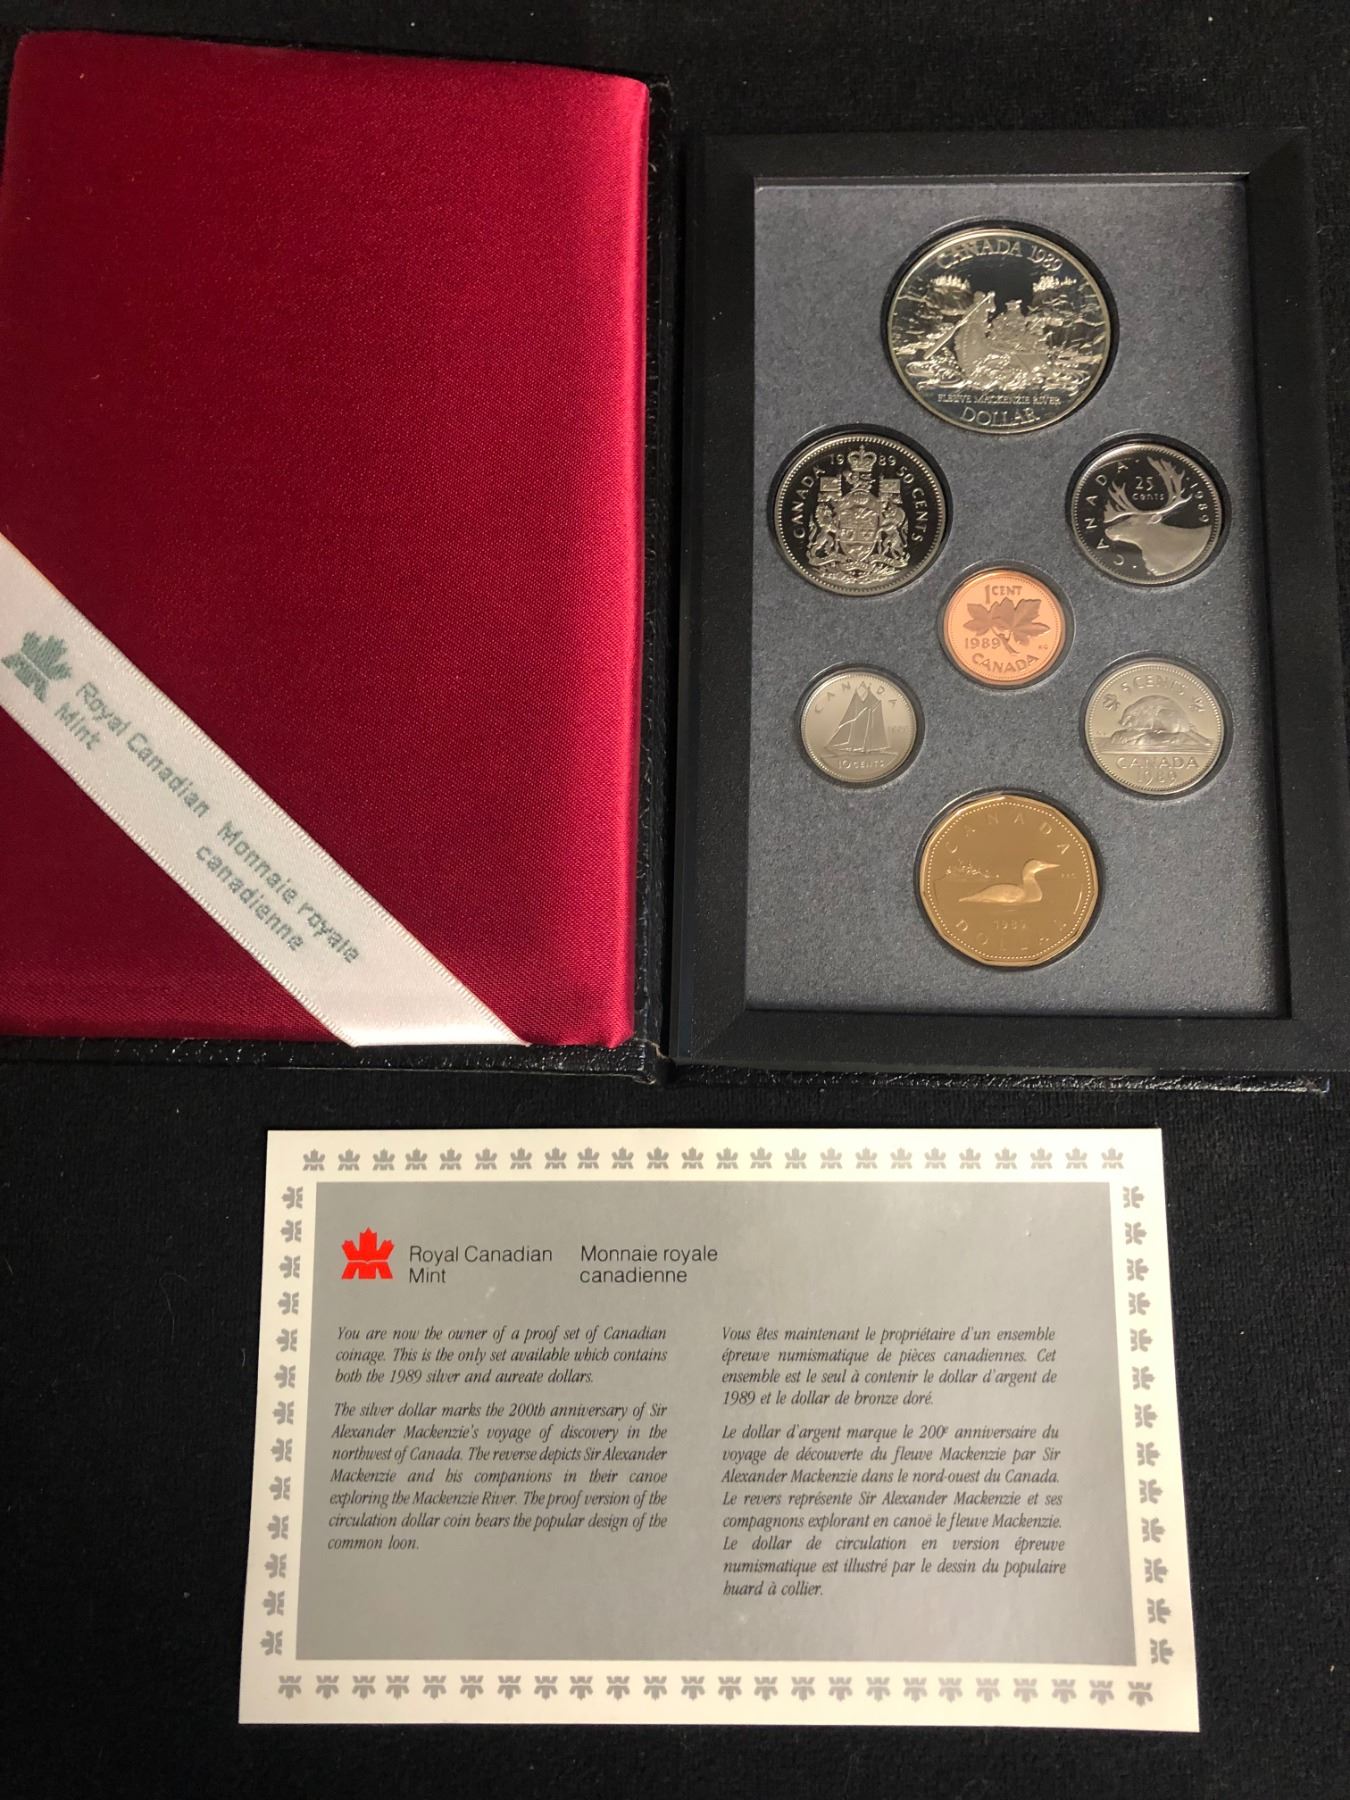 Royal Canadian Monnaie royale
Mint canadienne
CANADA 1989
FLEUVE MACKENZIE RIVER
DOLLAR
CANADA 1989 50 CENTS
CANADA 1989
25
cents
1 CENT
1989
CANADA
CANADA
10 CENTS
5 CENTS
CANADA
1989
CANADA
1989
DOLLAR
Royal Canadian Monnaie royale
Mint canadienne
You are now the owner of a proof set of Canadian
coinage. This is the only set available which contains
both the 1989 silver and aureate dollars.
The silver dollar marks the 200th anniversary of Sir
Alexander Mackenzie's voyage of discovery in the
northwest of Canada. The reverse depicts Sir Alexander
Mackenzie and his companions in their canoe
exploring the Mackenzie River. The proof version of the
circulation dollar coin bears the popular design of the
common loon.
Vous êtes maintenant le propriétaire d'un ensemble
épreuve numismatique de pièces canadiennes. Cet
ensemble est le seul à contenir le dollar d'argent de
1989 et le dollar de bronze doré.
Le dollar d'argent marque le 200e anniversaire du
voyage de découverte du fleuve Mackenzie par Sir
Alexander Mackenzie dans le nord-ouest du Canada.
Le revers représente Sir Alexander Mackenzie et ses
compagnons explorant en canoë le fleuve Mackenzie.
Le dollar de circulation en version épreuve
numismatique est illustré par le dessin du populaire
huard à collier.